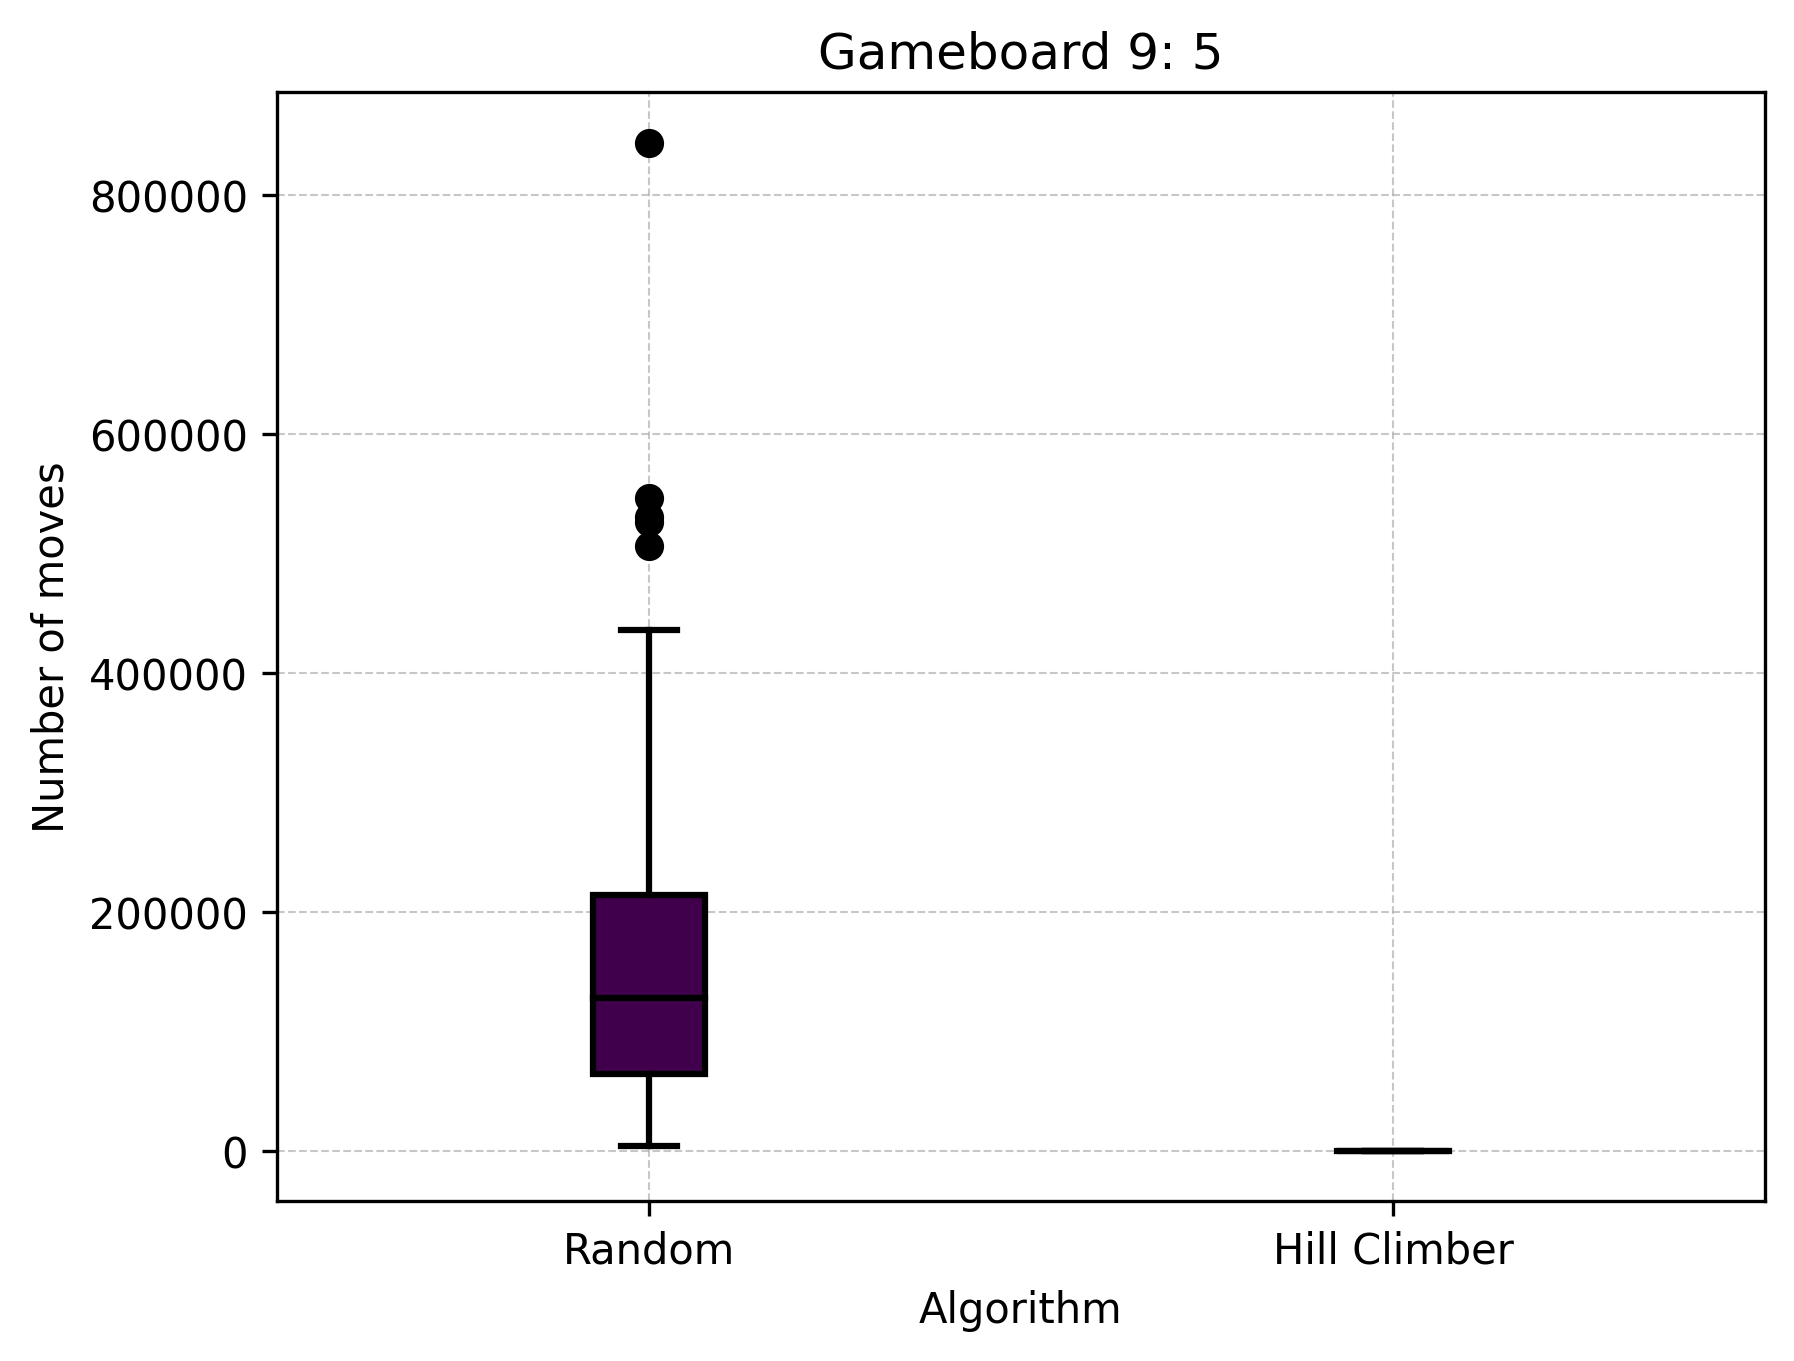 Gameboard 9: 5
800000
600000
400000
200000
0
Number of moves
Random
Hill Climber
Algorithm